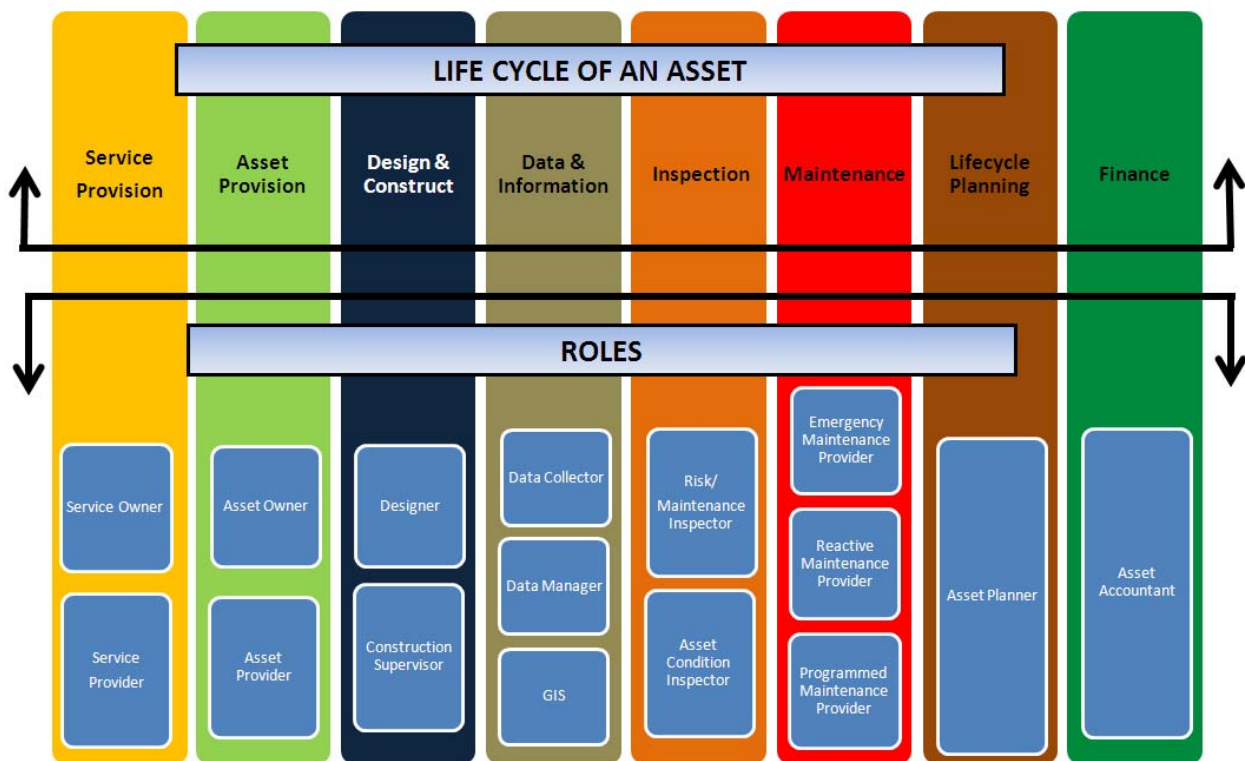 LIFE CYCLE OF AN ASSET
Service
Provision
Asset
Provision
Design &
Construct
Data &
Information
Inspection
Maintenance
Lifecycle
Planning
Finance
ROLES
Service Owner
Service
Provider
Asset Owner
Asset
Provider
Designer
Construction
Supervisor
Data Collector
Data Manager
GIS
Risk/
Maintenance
Inspector
Asset
Condition
Inspector
Emergency
Maintenance
Provider
Reactive
Maintenance
Provider
Programmed
Maintenance
Provider
Asset Planner
Asset
Accountant